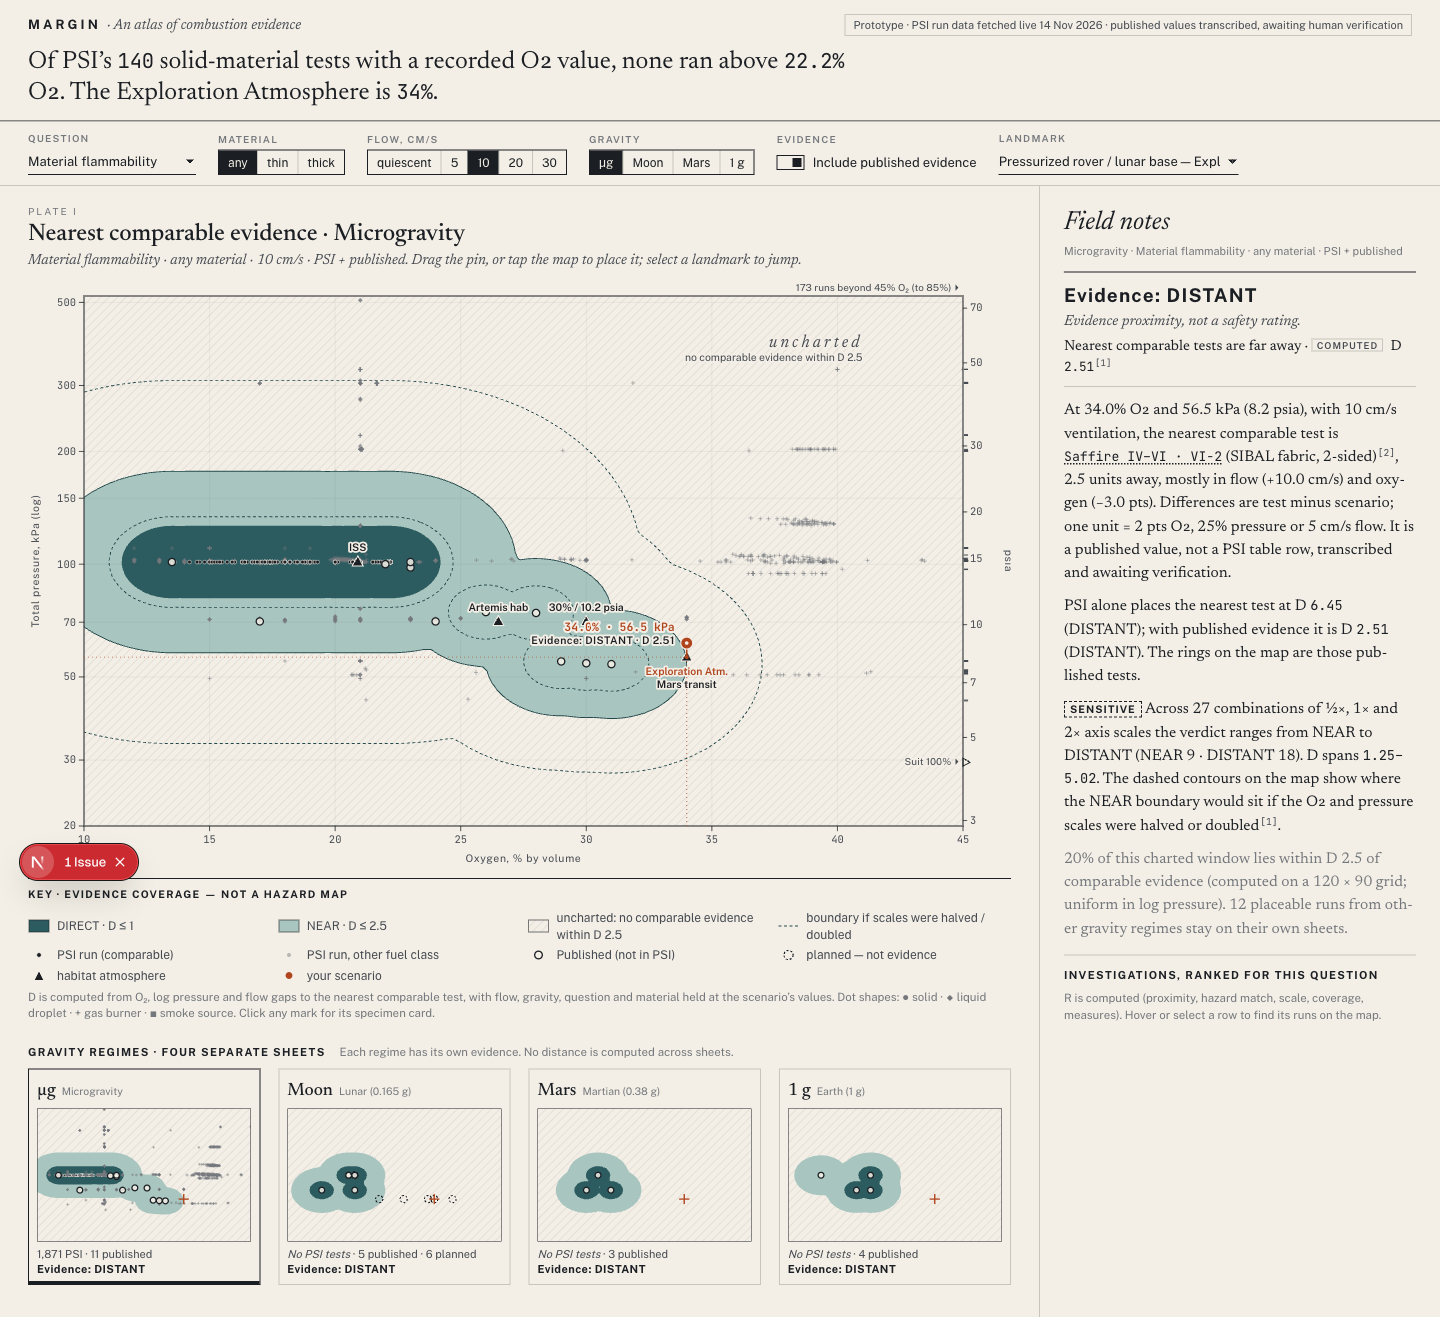 MARGIN · An atlas of combustion evidence
Prototype · PSI run data fetched live 14 Nov 2026 · published values transcribed, awaiting human verification
Of PSI’s 140 solid-material tests with a recorded O2 value, none ran above 22.2%
O2. The Exploration Atmosphere is 34%.
QUESTION
Material flammability
MATERIAL
any thin thick
FLOW, CM/S
quiescent 5 10 20 30
GRAVITY
µg Moon Mars 1 g
EVIDENCE
Include published evidence
LANDMARK
Pressurized rover / lunar base — Expl
PLATE I
Nearest comparable evidence · Microgravity
Material flammability · any material · 10 cm/s · PSI + published. Drag the pin, or tap the map to place it; select a landmark to jump.
173 runs beyond 45% O₂ (to 85%)
500
300
200
150
100
70
50
30
20
Total pressure, kPa (log)
70
50
30
20
15
10
7
5
3
psia
uncharted
no comparable evidence within D 2.5
ISS
Artemis hab
30% / 10.2 psia
34.0% · 56.5 kPa
Evidence: DISTANT · D 2.51
Exploration Atm.
Mars transit
Suit 100%
10 15 20 25 30 35 40 45
Oxygen, % by volume
1 Issue
KEY · EVIDENCE COVERAGE — NOT A HAZARD MAP
DIRECT · D ≤ 1
NEAR · D ≤ 2.5
uncharted: no comparable evidence
within D 2.5
boundary if scales were halved /
doubled
PSI run (comparable)
PSI run, other fuel class
Published (not in PSI)
planned — not evidence
habitat atmosphere
your scenario
D is computed from O₂, log pressure and flow gaps to the nearest comparable test, with flow, gravity, question and material held at the scenario’s values. Dot shapes: ● solid · ◆ liquid
droplet · + gas burner · ■ smoke source. Click any mark for its specimen card.
GRAVITY REGIMES · FOUR SEPARATE SHEETS Each regime has its own evidence. No distance is computed across sheets.
µg Microgravity
1,871 PSI · 11 published
Evidence: DISTANT
Moon Lunar (0.165 g)
No PSI tests · 5 published · 6 planned
Evidence: DISTANT
Mars Martian (0.38 g)
No PSI tests · 3 published
Evidence: DISTANT
1 g Earth (1 g)
No PSI tests · 4 published
Evidence: DISTANT
Field notes
Microgravity · Material flammability · any material · PSI + published
Evidence: DISTANT
Evidence proximity, not a safety rating.
Nearest comparable tests are far away · COMPUTED D
2.51[1]
At 34.0% O2 and 56.5 kPa (8.2 psia), with 10 cm/s
ventilation, the nearest comparable test is
Saffire IV–VI · VI-2 (SIBAL fabric, 2-sided)[2],
2.5 units away, mostly in flow (+10.0 cm/s) and oxy-
gen (−3.0 pts). Differences are test minus scenario;
one unit = 2 pts O2, 25% pressure or 5 cm/s flow. It is
a published value, not a PSI table row, transcribed
and awaiting verification.
PSI alone places the nearest test at D 6.45
(DISTANT); with published evidence it is D 2.51
(DISTANT). The rings on the map are those pub-
lished tests.
SENSITIVE Across 27 combinations of ½×, 1× and
2× axis scales the verdict ranges from NEAR to
DISTANT (NEAR 9 · DISTANT 18). D spans 1.25–
5.02. The dashed contours on the map show where
the NEAR boundary would sit if the O2 and pressure
scales were halved or doubled[1].
20% of this charted window lies within D 2.5 of
comparable evidence (computed on a 120 × 90 grid;
uniform in log pressure). 12 placeable runs from oth-
er gravity regimes stay on their own sheets.
INVESTIGATIONS, RANKED FOR THIS QUESTION
R is computed (proximity, hazard match, scale, coverage,
measures). Hover or select a row to find its runs on the map.